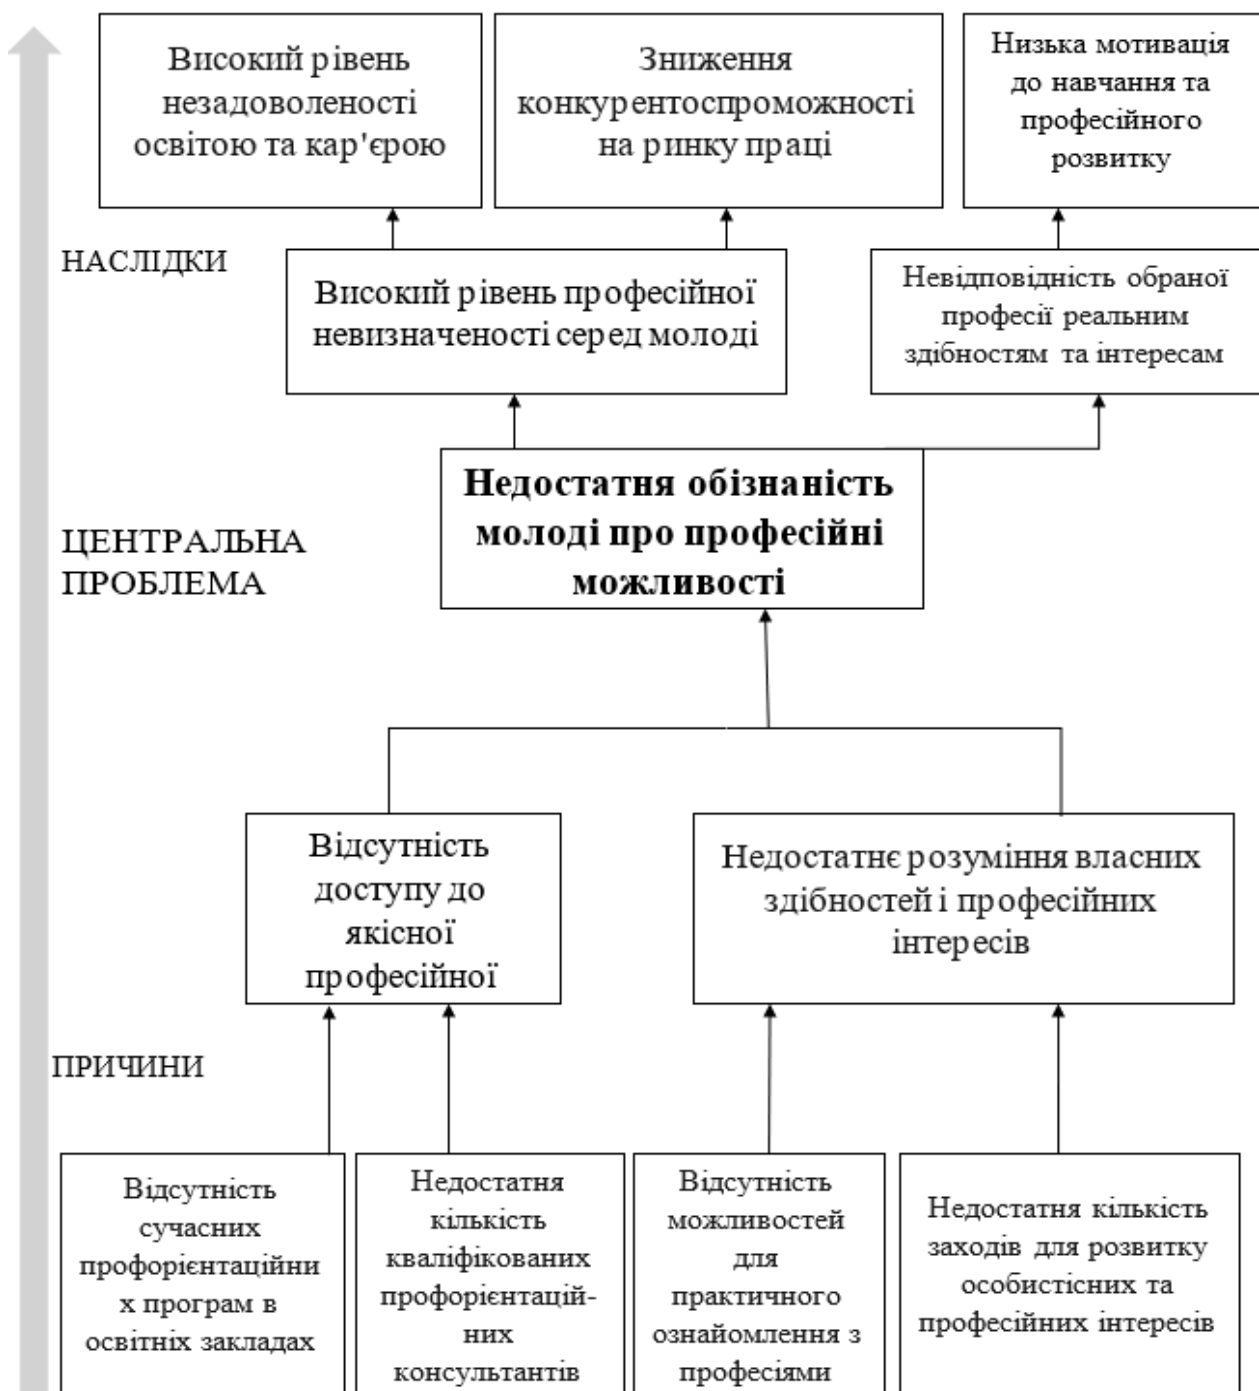 Високий рівень
незадоволеності
освітою та кар'єрою
Зниження
конкурентоспроможності
на ринку праці
Низька мотивація
до навчання та
професійного
розвитку
НАСЛІДКИ
Високий рівень професійної
невизначеності серед молоді
Невідповідність обраної
професії реальним
здібностям та інтересам
ЦЕНТРАЛЬНА
ПРОБЛЕМА
Недостатня обізнаність
молоді про професійні
можливості
Відсутність
доступу до
якісної
професійної
Недостатнє розуміння власних
здібностей і професійних
інтересів
ПРИЧИНИ
Відсутність
сучасних
профорієнтаційни
х програм в
освітніх закладах
Недостатня
кількість
кваліфікованих
профорієнтацій-
них
консультантів
Відсутність
можливостей
для
практичного
ознайомлення з
професіями
Недостатня кількість
заходів для розвитку
особистісних та
професійних інтересів